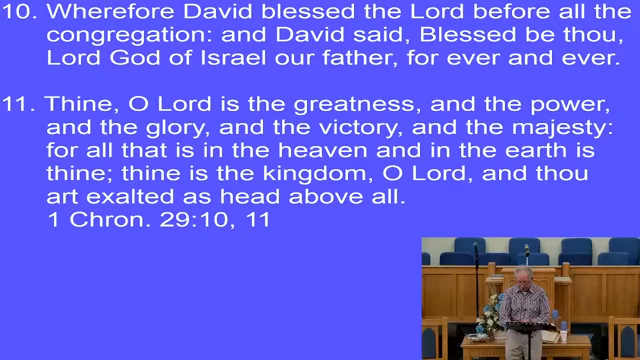 10. Wherefore David blessed the Lord before all the
congregation: and David said, Blessed be thou,
Lord God of Israel our father, for ever and ever.
11. Thine, O Lord is the greatness, and the power,
and the glory, and the victory, and the majesty:
for all that is in the heaven and in the earth is
thine; thine is the kingdom, O Lord, and thou
art exalted as head above all.
1 Chron. 29:10, 11